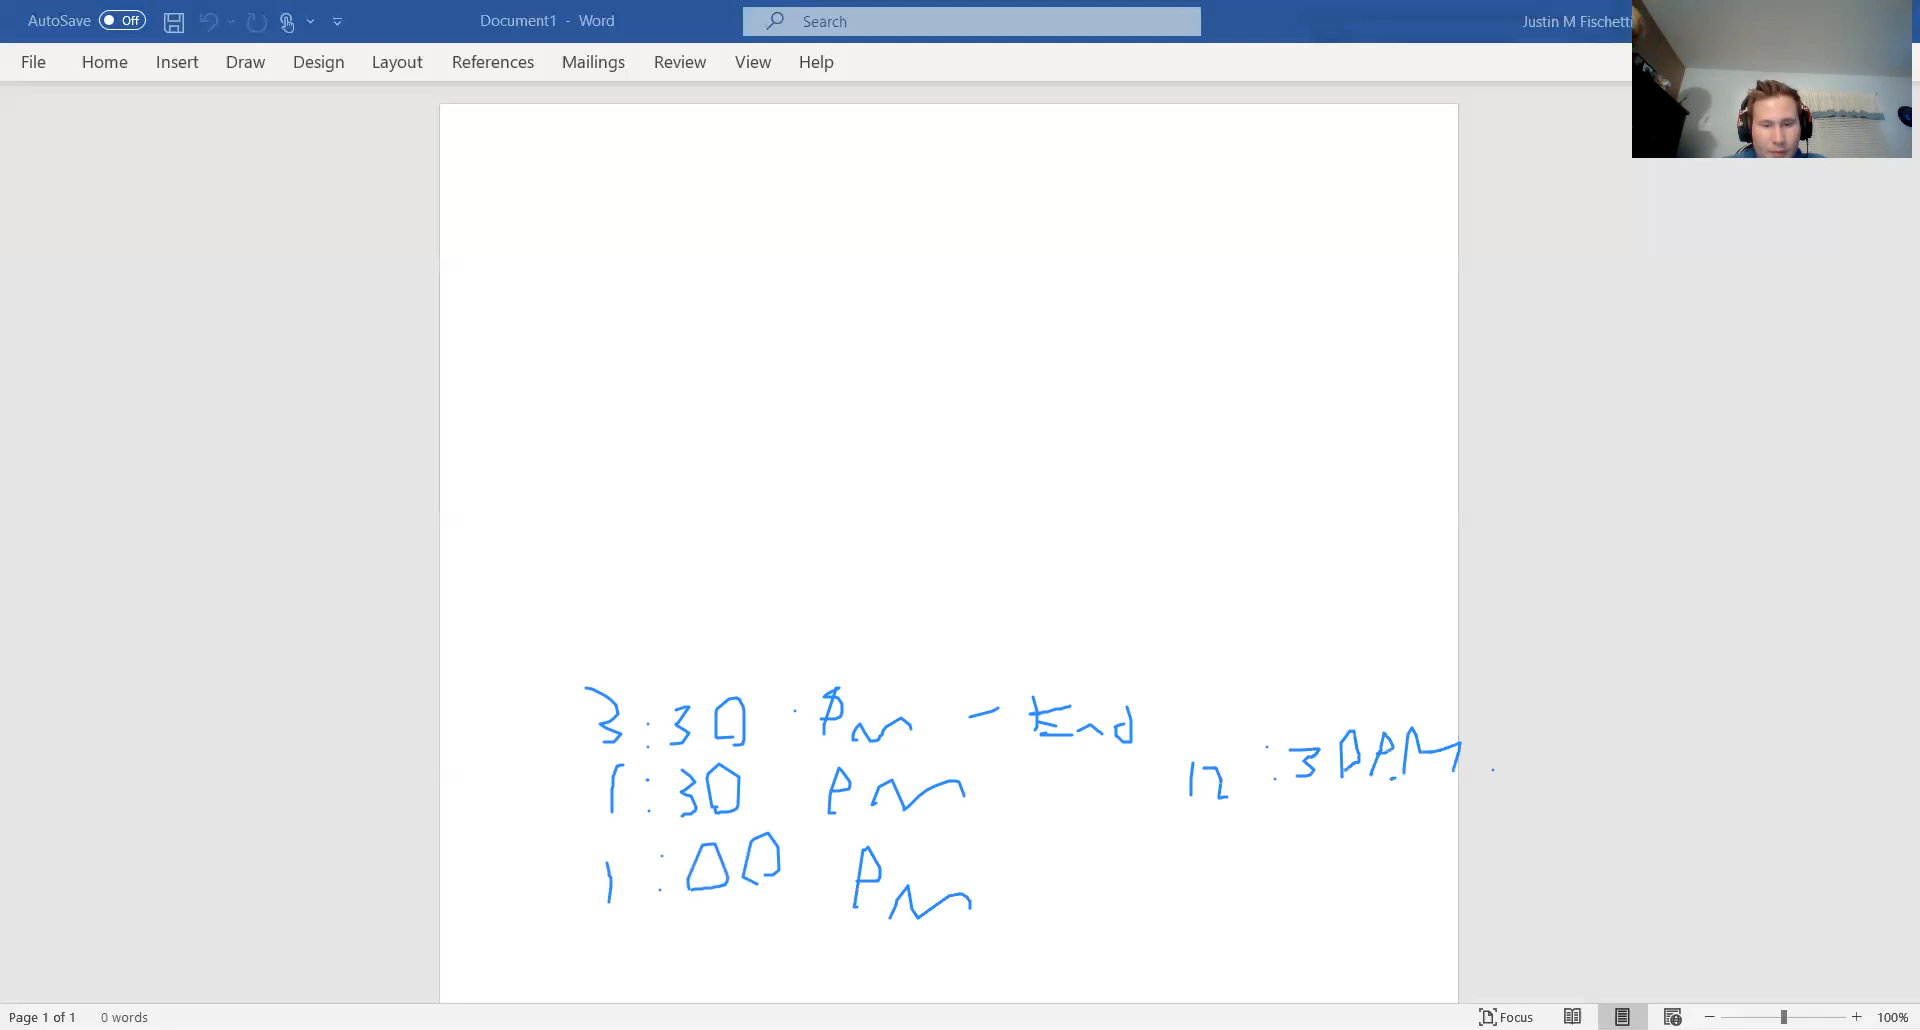 AutoSave Off Document1 - Word Search Justin M Fischetti
File Home Insert Draw Design Layout References Mailings Review View Help
3:30 PM - End
1:30 PM
12:30 P.M.
1:00 PM
Page 1 of 1 0 words Focus 100%